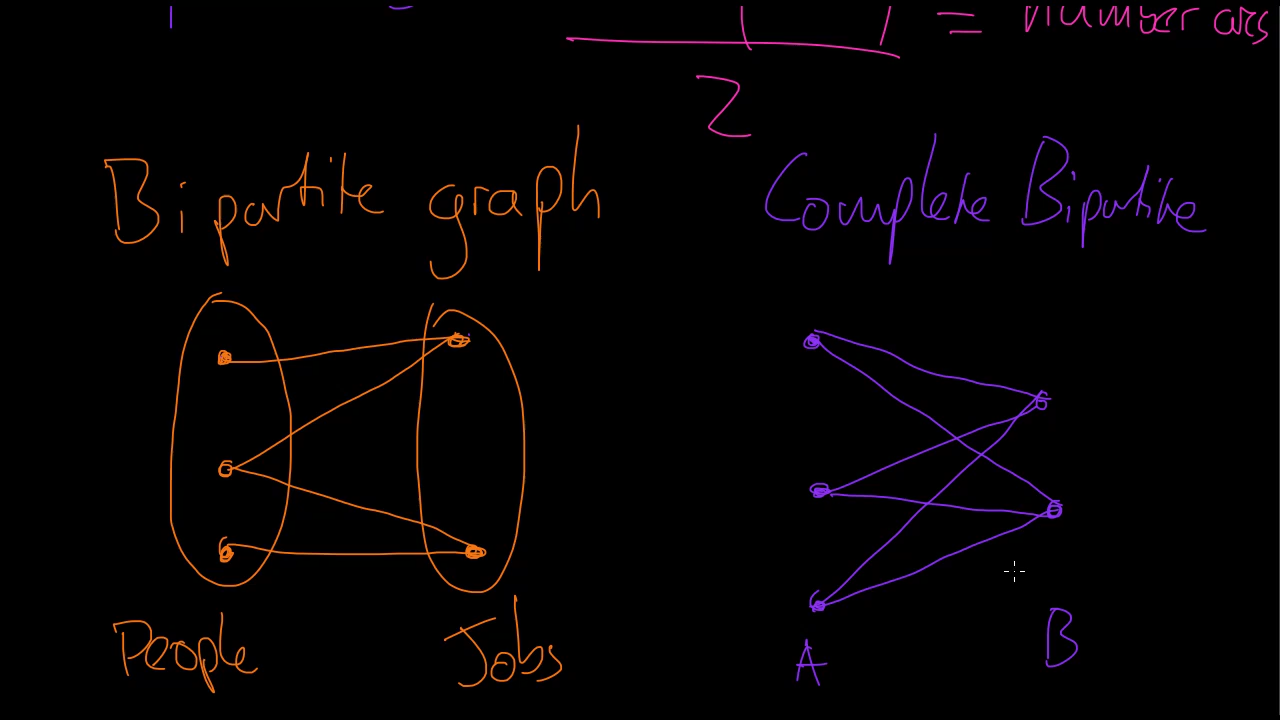 = number arcs
2
Bipartite graph
Complete Bipartite
People
Jobs
A
B